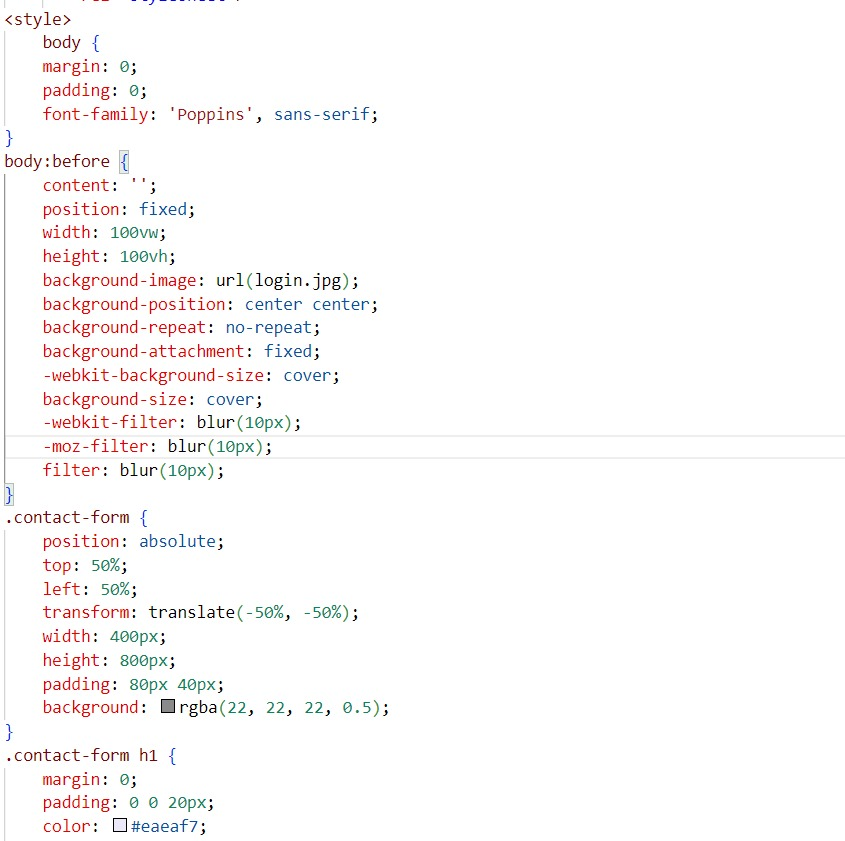 <style>
body {
margin: 0;
padding: 0;
font-family: 'Poppins', sans-serif;
}
body:before {
content: '';
position: fixed;
width: 100vw;
height: 100vh;
background-image: url(login.jpg);
background-position: center center;
background-repeat: no-repeat;
background-attachment: fixed;
-webkit-background-size: cover;
background-size: cover;
-webkit-filter: blur(10px);
-moz-filter: blur(10px);
filter: blur(10px);
}
.contact-form {
position: absolute;
top: 50%;
left: 50%;
transform: translate(-50%, -50%);
width: 400px;
height: 800px;
padding: 80px 40px;
background: rgba(22, 22, 22, 0.5);
}
.contact-form h1 {
margin: 0;
padding: 0 0 20px;
color: #eaeaf7;